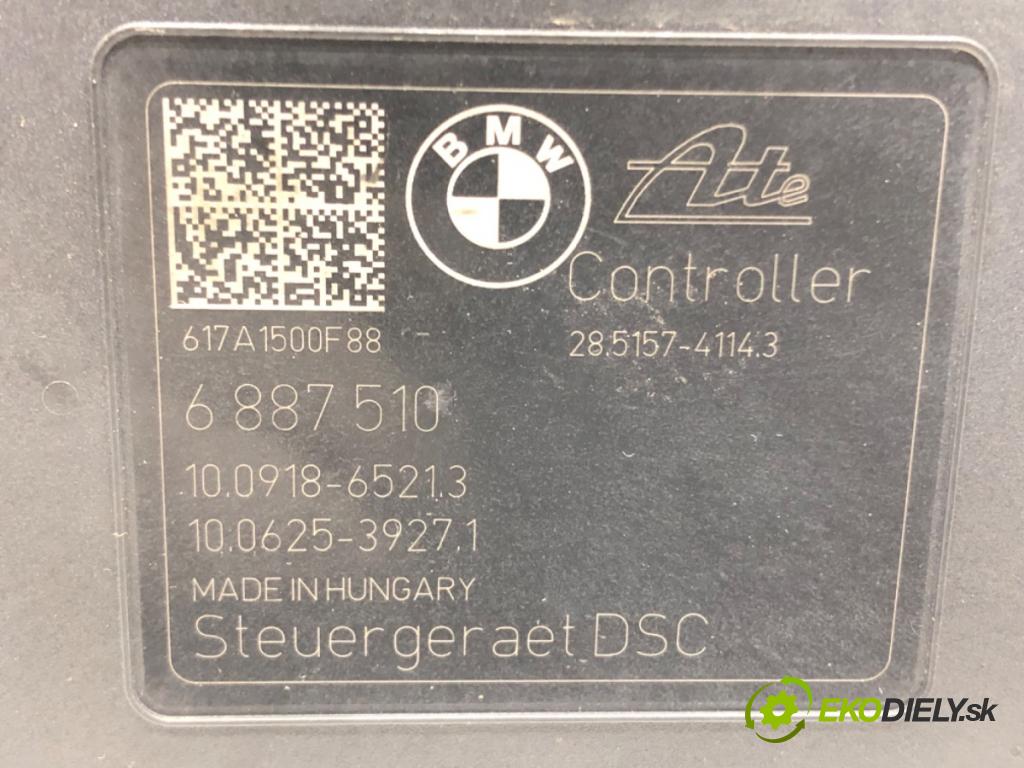 BMW
Ate
Controller
617A1500F88
28.5157-4114.3
6 887 510
10.0918-6521.3
10.0625-3927.1
MADE IN HUNGARY
Steuergeraet DSC
EKODIELY.sk